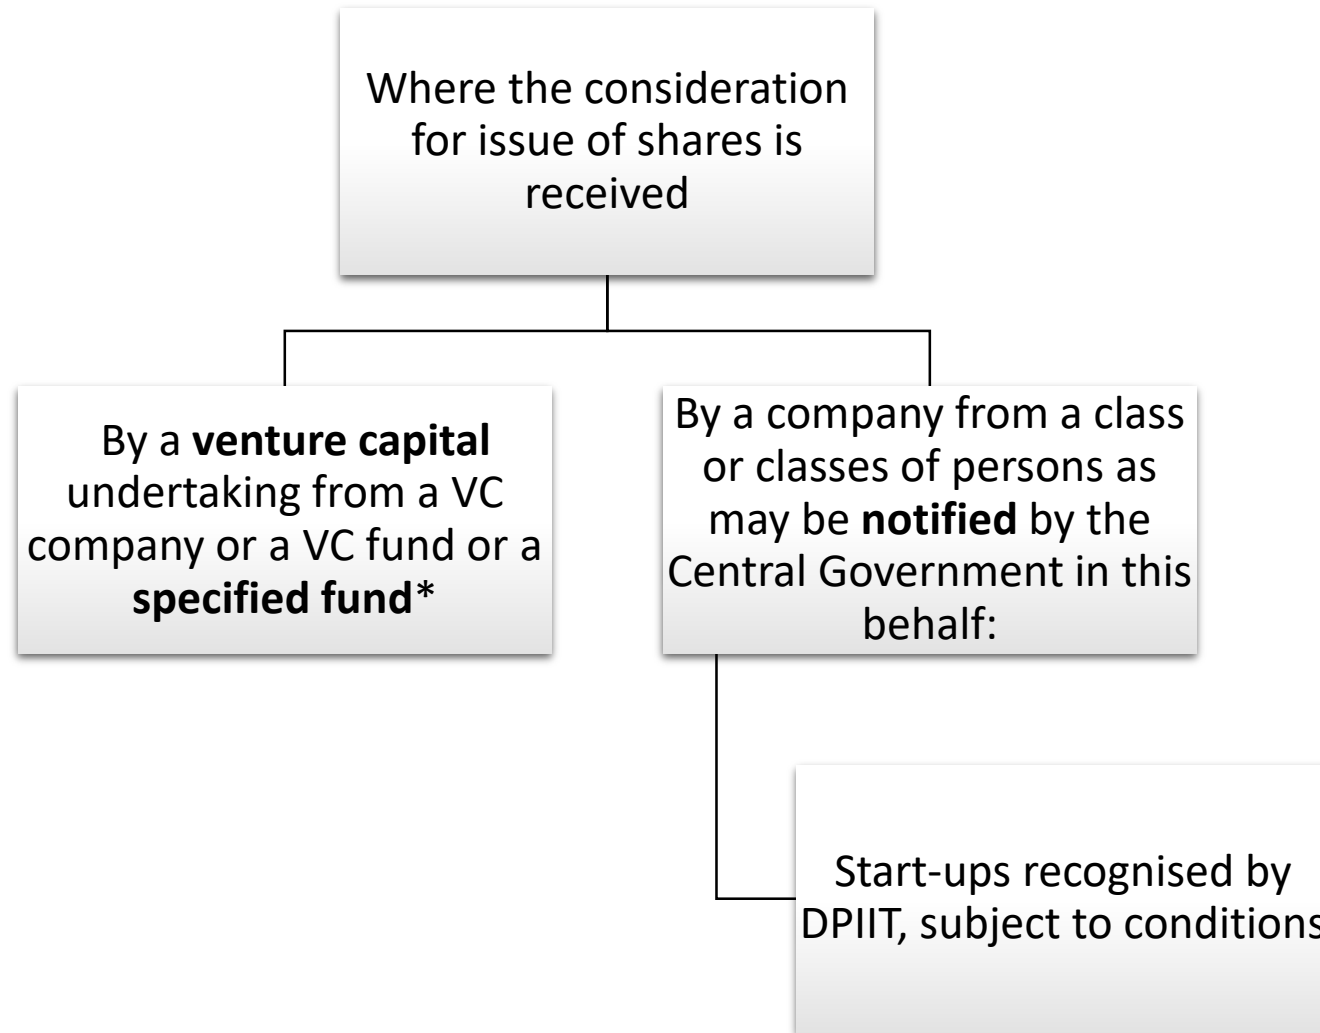 Where the consideration
for issue of shares is
received
By a venture capital
undertaking from a VC
company or a VC fund or a
specified fund*
By a company from a class
or classes of persons as
may be notified by the
Central Government in this
behalf:
Start-ups recognised by
DPIIT, subject to conditions